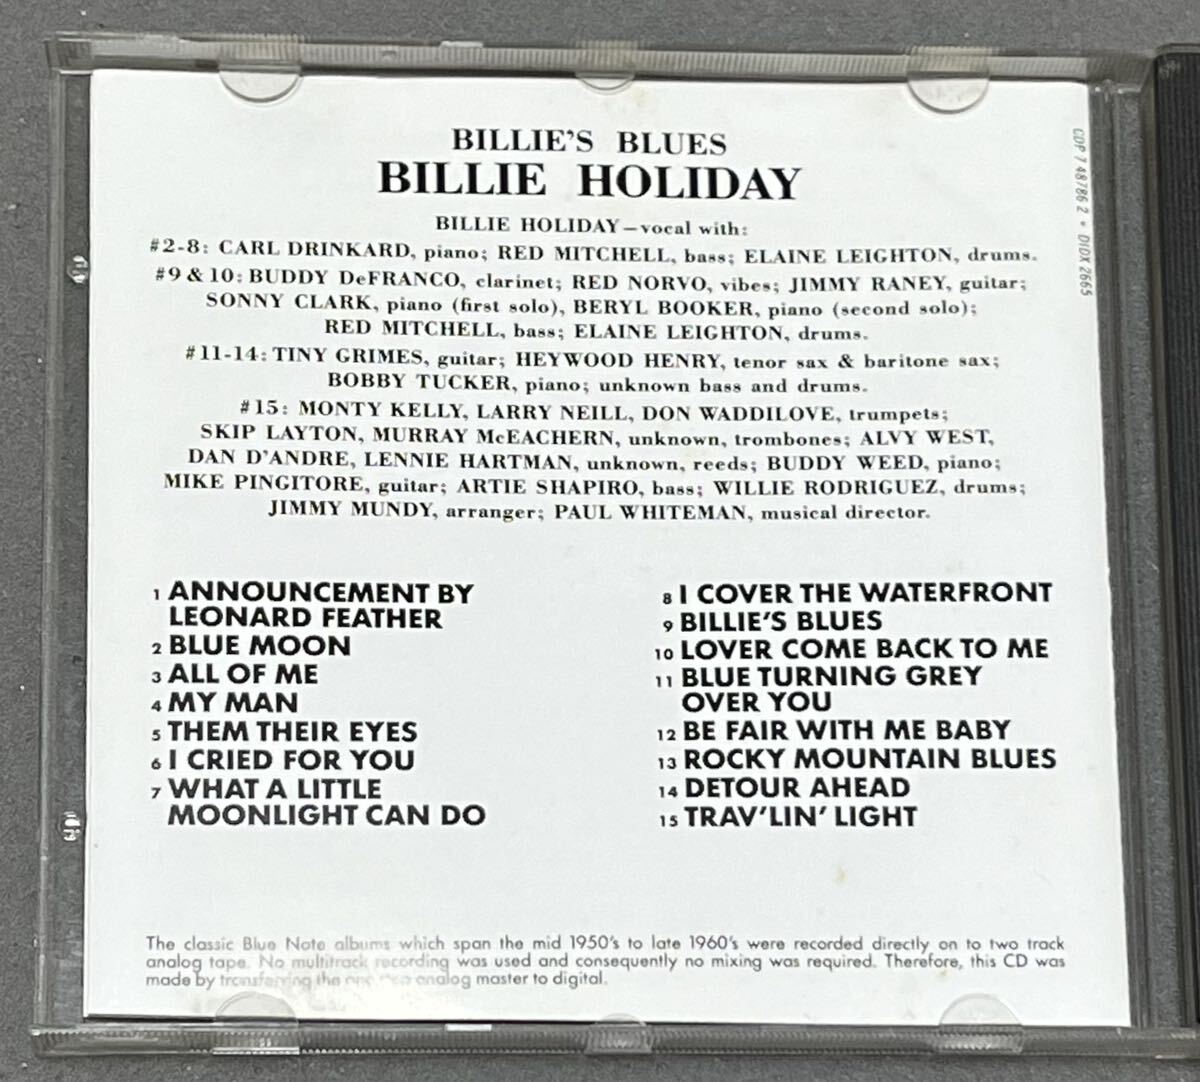 BILLIE'S BLUES
BILLIE HOLIDAY
BILLIE HOLIDAY—vocal with:
#2-8: CARL DRINKARD, piano; RED MITCHELL, bass; ELAINE LEIGHTON, drums.
#9 & 10: BUDDY DeFRANCO, clarinet; RED NORVO, vibes; JIMMY RANEY, guitar;
SONNY CLARK, piano (first solo), BERYL BOOKER, piano (second solo);
RED MITCHELL, bass; ELAINE LEIGHTON, drums.
#11-14: TINY GRIMES, guitar; HEYWOOD HENRY, tenor sax & baritone sax;
BOBBY TUCKER, piano; unknown bass and drums.
#15: MONTY KELLY, LARRY NEILL, DON WADDILOVE, trumpets;
SKIP LAYTON, MURRAY McEACHERN, unknown, trombones; ALVY WEST,
DAN D'ANDRE, LENNIE HARTMAN, unknown, reeds; BUDDY WEED, piano;
MIKE PINGITORE, guitar; ARTIE SHAPIRO, bass; WILLIE RODRIGUEZ, drums;
JIMMY MUNDY, arranger; PAUL WHITEMAN, musical director.
CDP 7 48786 2 • DIDX 2665
1 ANNOUNCEMENT BY
LEONARD FEATHER
2 BLUE MOON
3 ALL OF ME
4 MY MAN
5 THEM THEIR EYES
6 I CRIED FOR YOU
7 WHAT A LITTLE
MOONLIGHT CAN DO
8 I COVER THE WATERFRONT
9 BILLIE'S BLUES
10 LOVER COME BACK TO ME
11 BLUE TURNING GREY
OVER YOU
12 BE FAIR WITH ME BABY
13 ROCKY MOUNTAIN BLUES
14 DETOUR AHEAD
15 TRAV'LIN' LIGHT
The classic Blue Note albums which span the mid 1950's to late 1960's were recorded directly on to two track
analog tape. No multitrack recording was used and consequently no mixing was required. Therefore, this CD was
made by transferring the analog master to digital.